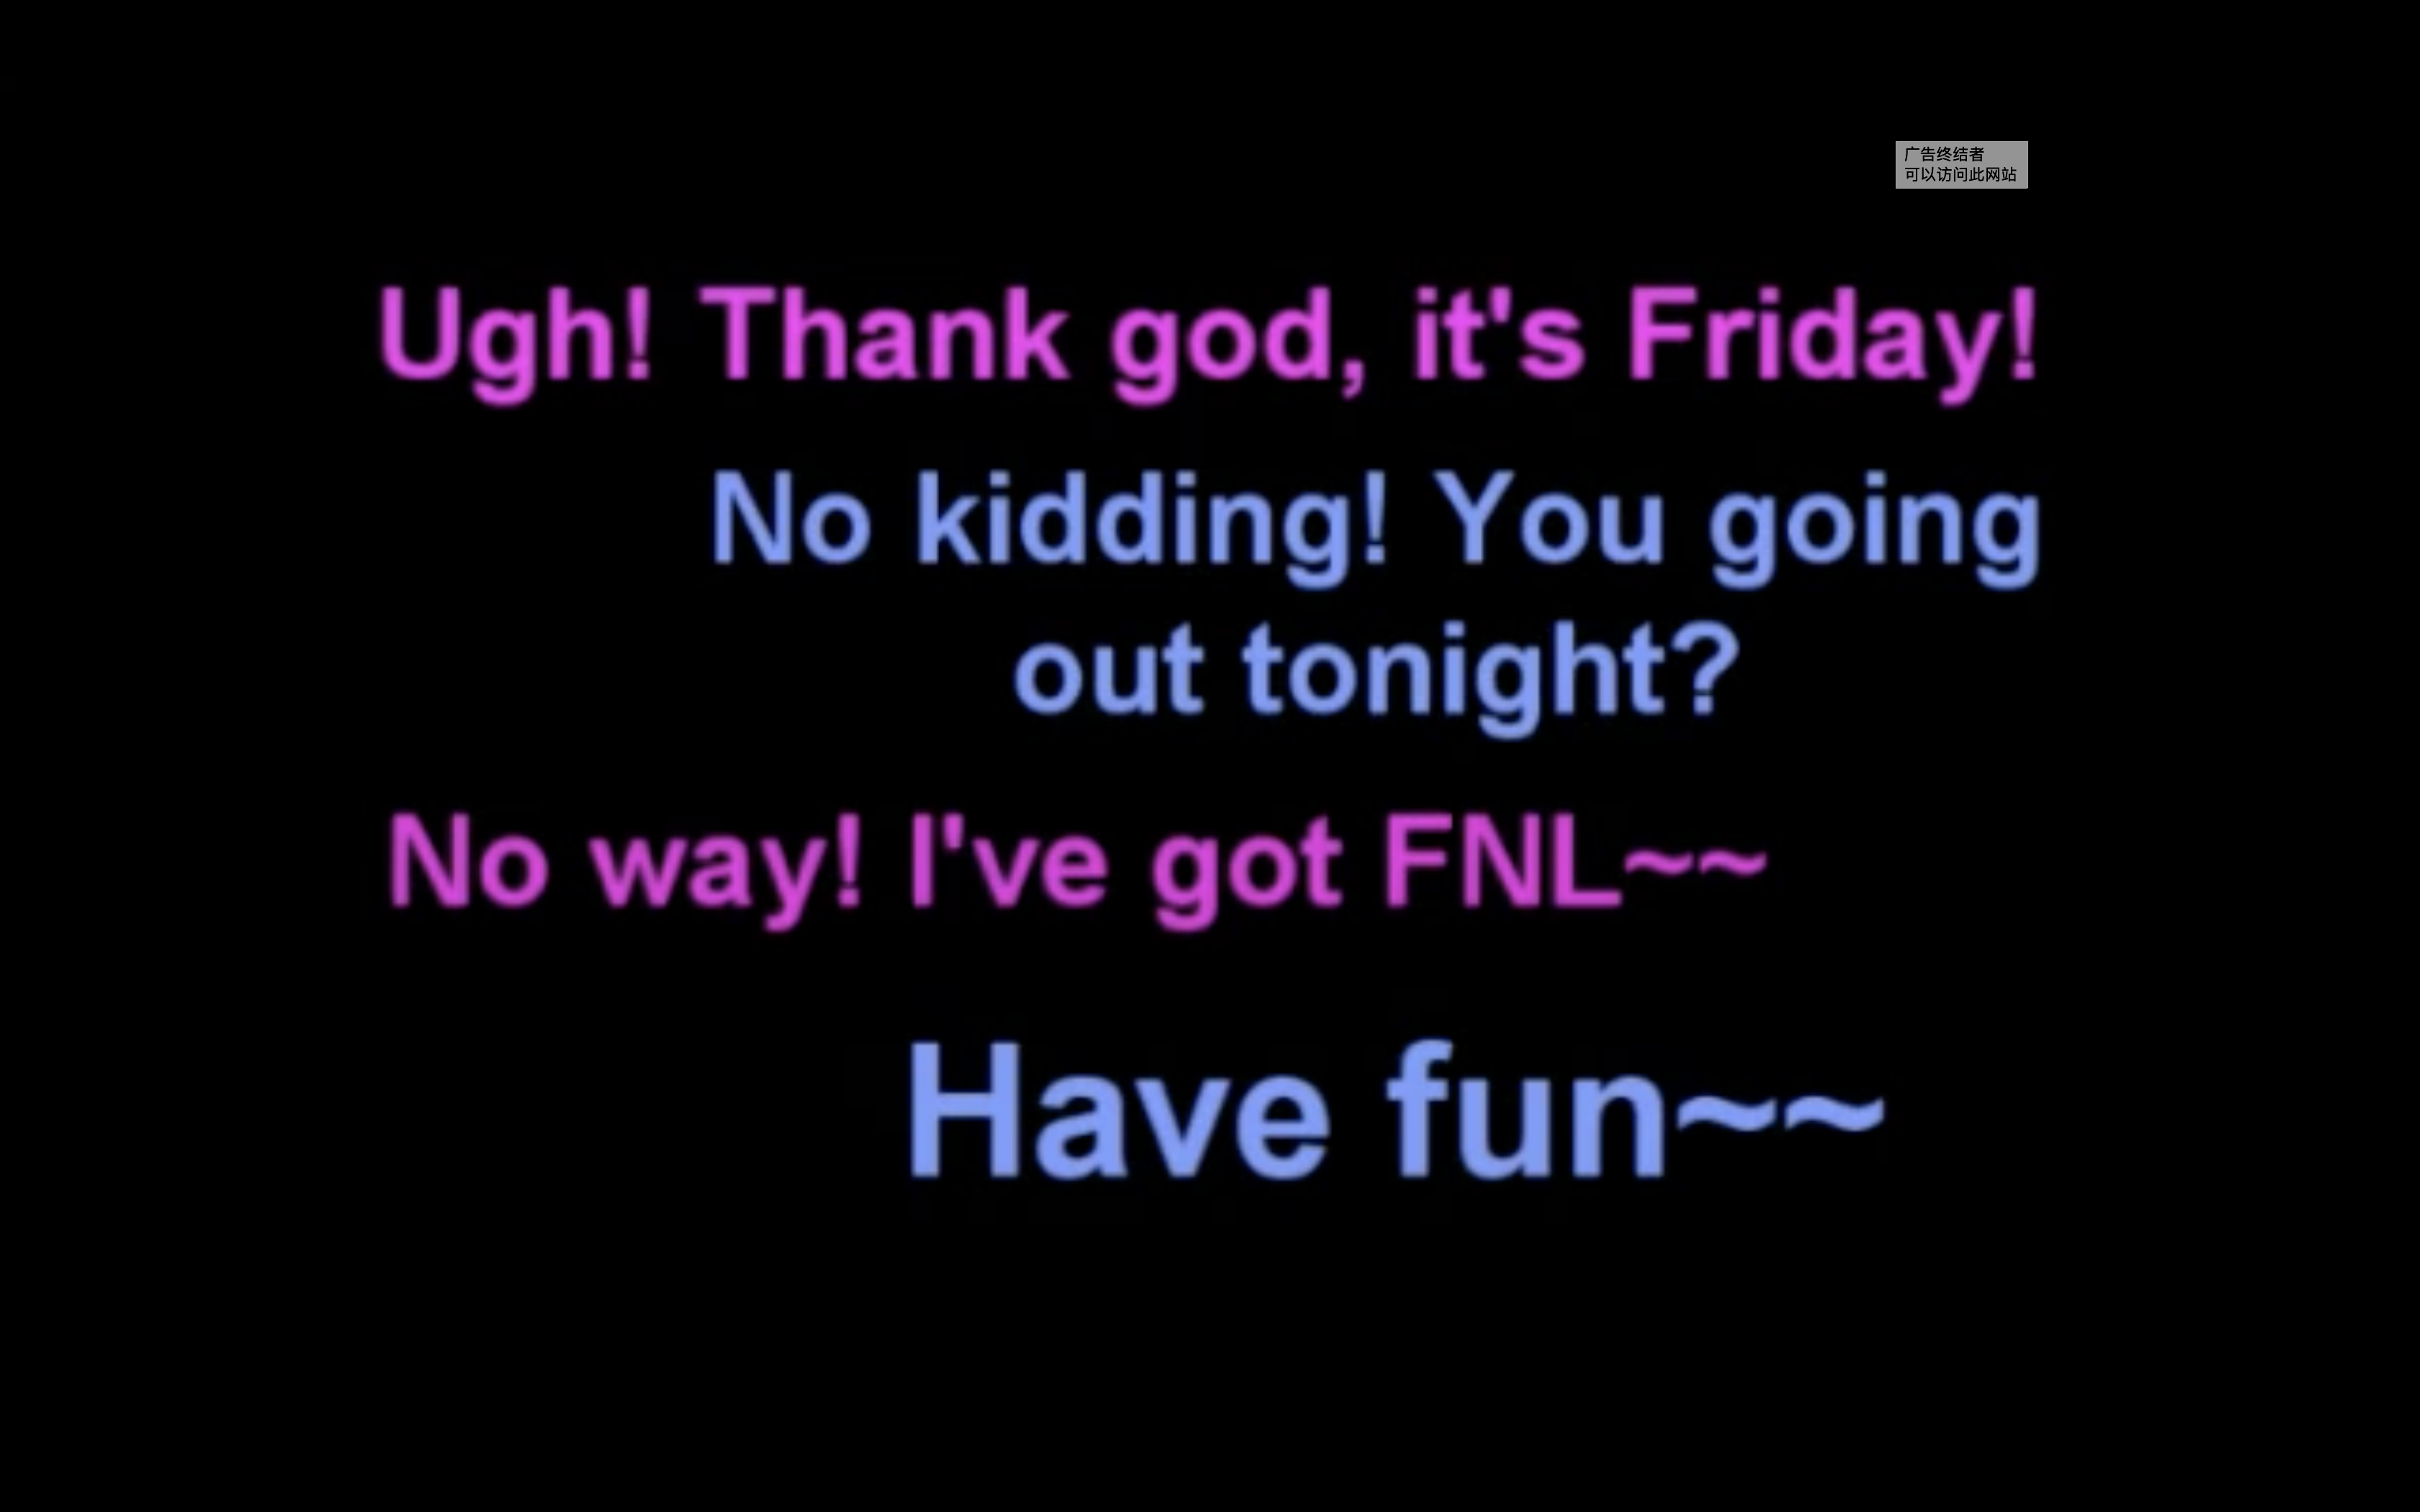 广告终结者
可以访问此网站
Ugh! Thank god, it's Friday!
No kidding! You going
out tonight?
No way! I've got FNL~~
Have fun~~